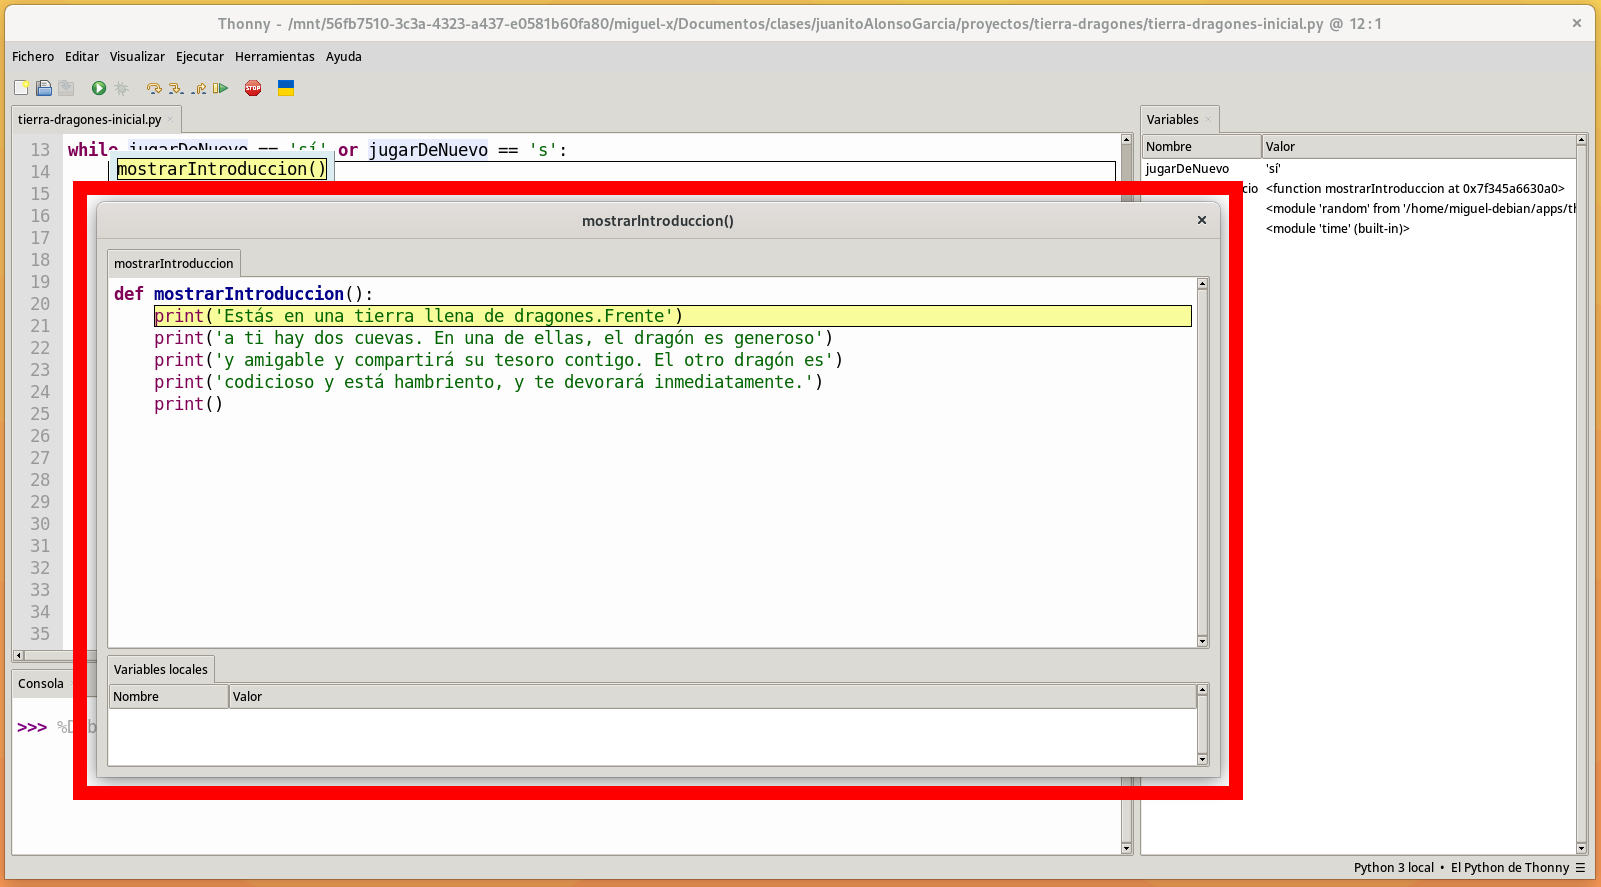 Thonny - /mnt/56fb7510-3c3a-4323-a437-e0581b60fa80/miguel-x/Documentos/clases/juanitoAlonsoGarcia/proyectos/tierra-dragones/tierra-dragones-inicial.py @ 12:1
Fichero Editar Visualizar Ejecutar Herramientas Ayuda
STOP
tierra-dragones-inicial.py
Variables
13 while jugarDeNuevo == 'sí' or jugarDeNuevo == 's':
Nombre Valor
14 mostrarIntroduccion()
jugarDeNuevo 'sí'
15
<function mostrarIntroduccion at 0x7f345a6630a0>
16
<module 'random' from '/home/miguel-debian/apps/
17
<module 'time' (built-in)>
18
19
20
21
22
23
24
25
26
27
28
29
30
31
32
33
34
35
mostrarIntroduccion()
mostrarIntroduccion
def mostrarIntroduccion():
print('Estás en una tierra llena de dragones.Frente')
print('a ti hay dos cuevas. En una de ellas, el dragón es generoso')
print('y amigable y compartirá su tesoro contigo. El otro dragón es')
print('codicioso y está hambriento, y te devorará inmediatamente.')
print()
Variables locales
Nombre Valor
Consola
>>>
Python 3 local • El Python de Thonny ☰